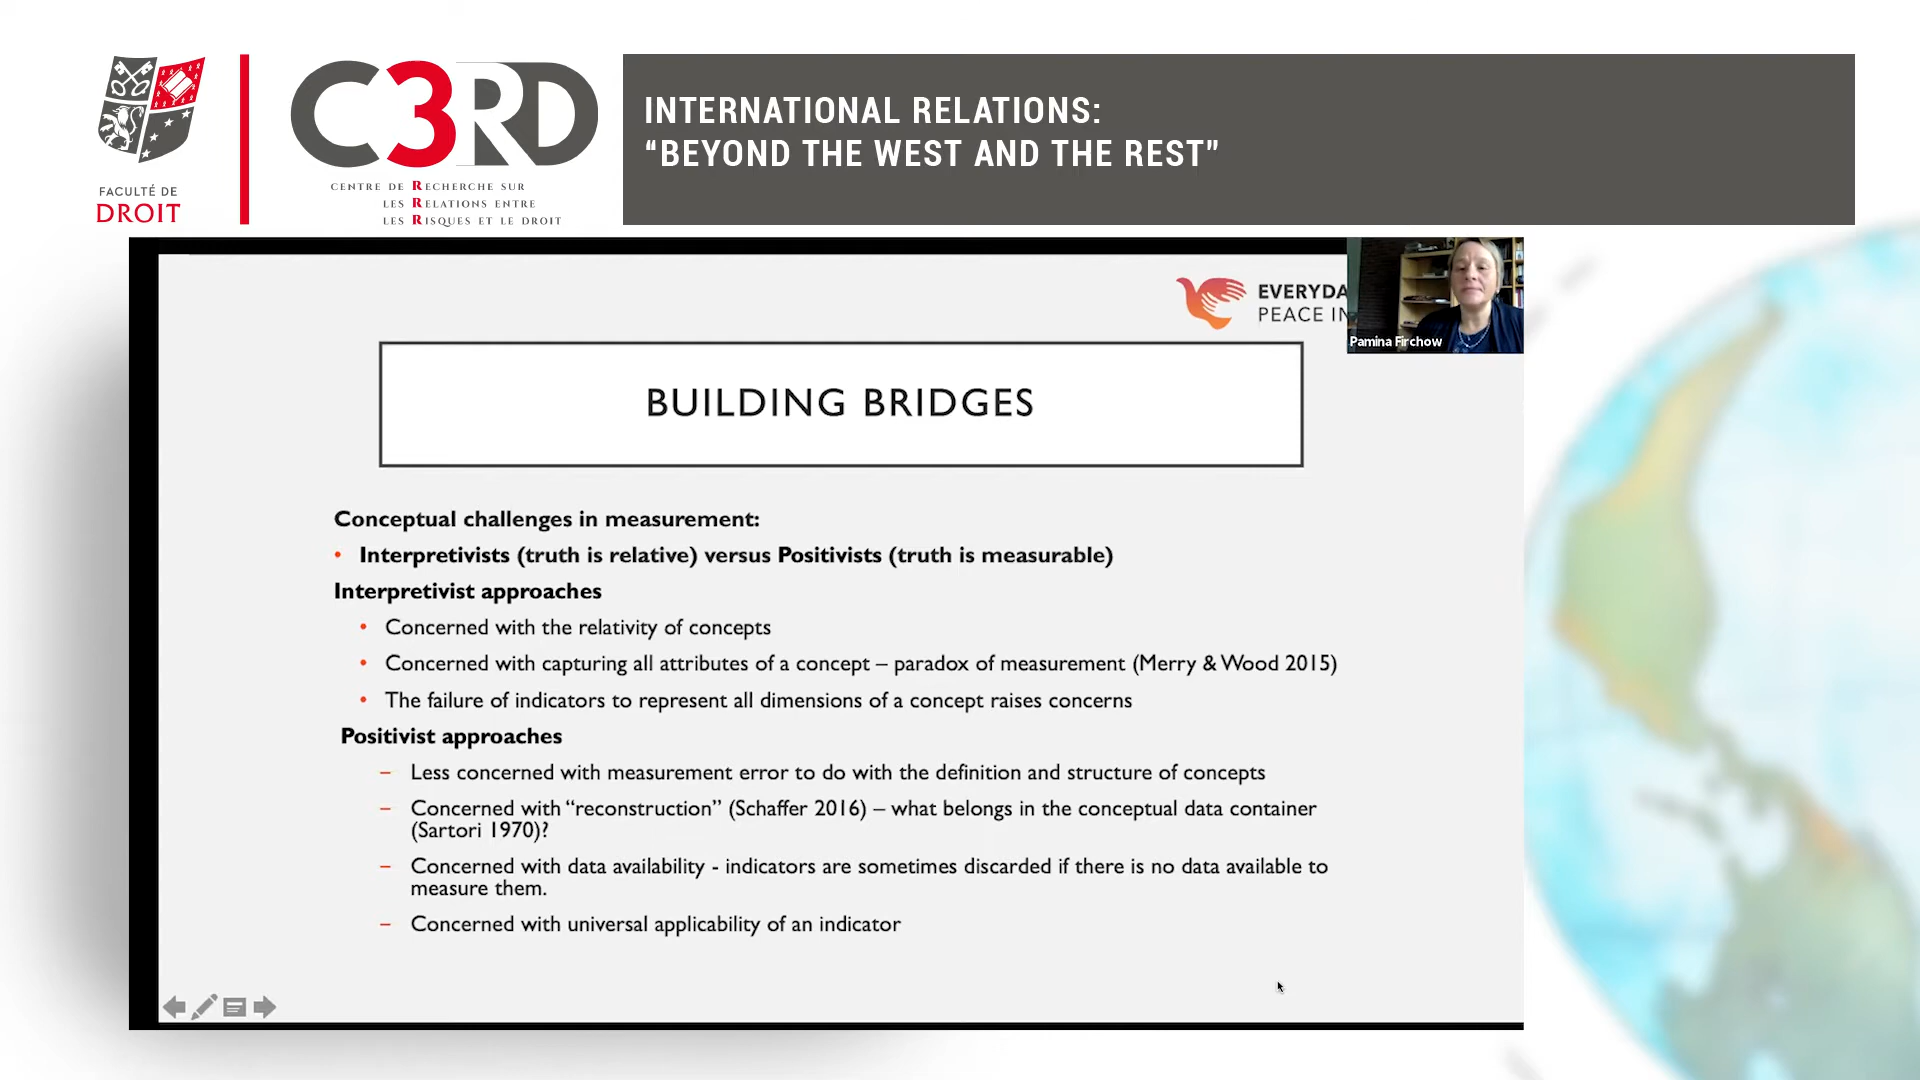 FACULTÉ DE
DROIT
C3RD
CENTRE DE RECHERCHE SUR
LES RELATIONS ENTRE
LES RISQUES ET LE DROIT
INTERNATIONAL RELATIONS:
“BEYOND THE WEST AND THE REST”
EVERYDA
PEACE IN
Pamina Firchow
BUILDING BRIDGES
Conceptual challenges in measurement:
• Interpretivists (truth is relative) versus Positivists (truth is measurable)
Interpretivist approaches
• Concerned with the relativity of concepts
• Concerned with capturing all attributes of a concept – paradox of measurement (Merry & Wood 2015)
• The failure of indicators to represent all dimensions of a concept raises concerns
Positivist approaches
– Less concerned with measurement error to do with the definition and structure of concepts
– Concerned with “reconstruction” (Schaffer 2016) – what belongs in the conceptual data container
(Sartori 1970)?
– Concerned with data availability - indicators are sometimes discarded if there is no data available to
measure them.
– Concerned with universal applicability of an indicator